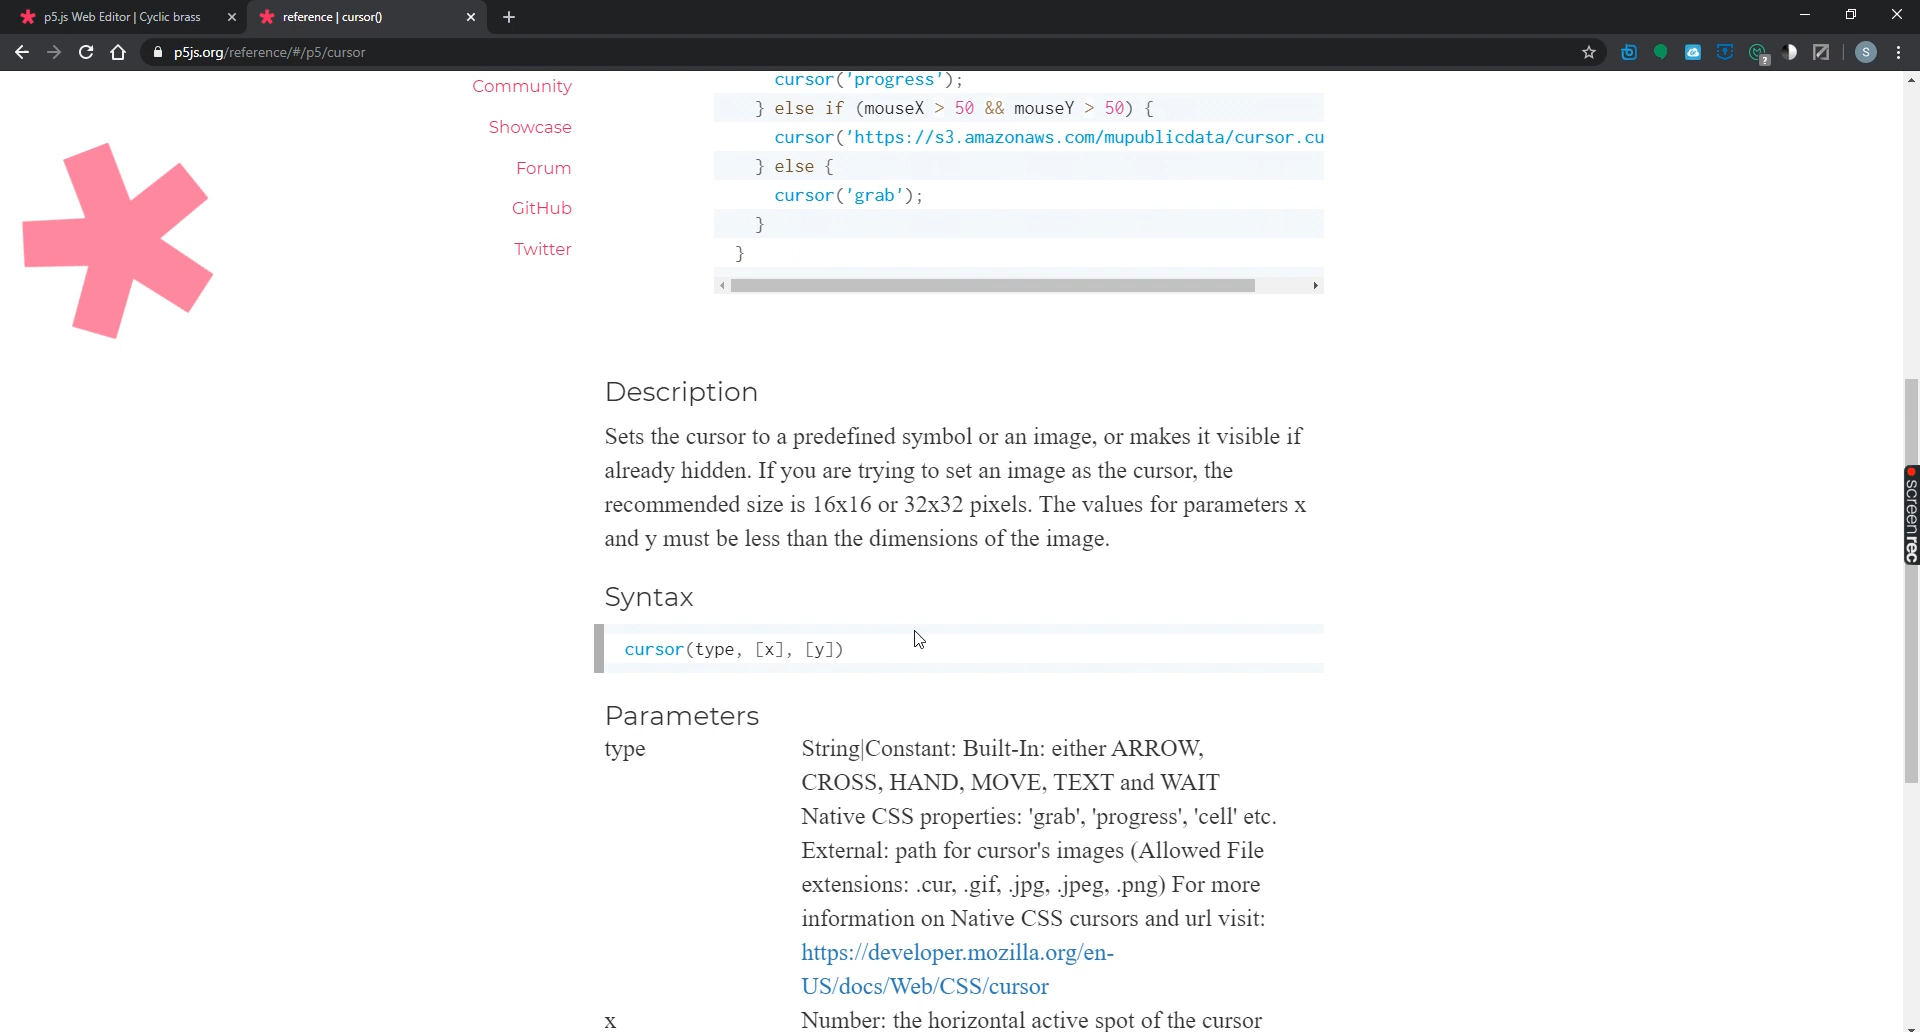 p5.js Web Editor | Cyclic brass
reference | cursor()
p5js.org/reference/#/p5/cursor
S
Community
Showcase
Forum
GitHub
Twitter
cursor('progress');
} else if (mouseX > 50 && mouseY > 50) {
cursor('https://s3.amazonaws.com/mupublicdata/cursor.cu
} else {
cursor('grab');
}
}
Description
Sets the cursor to a predefined symbol or an image, or makes it visible if
already hidden. If you are trying to set an image as the cursor, the
recommended size is 16x16 or 32x32 pixels. The values for parameters x
and y must be less than the dimensions of the image.
Syntax
cursor(type, [x], [y])
Parameters
type
String|Constant: Built-In: either ARROW,
CROSS, HAND, MOVE, TEXT and WAIT
Native CSS properties: 'grab', 'progress', 'cell' etc.
External: path for cursor's images (Allowed File
extensions: .cur, .gif, .jpg, .jpeg, .png) For more
information on Native CSS cursors and url visit:
https://developer.mozilla.org/en-
US/docs/Web/CSS/cursor
x
Number: the horizontal active spot of the cursor
screenrec